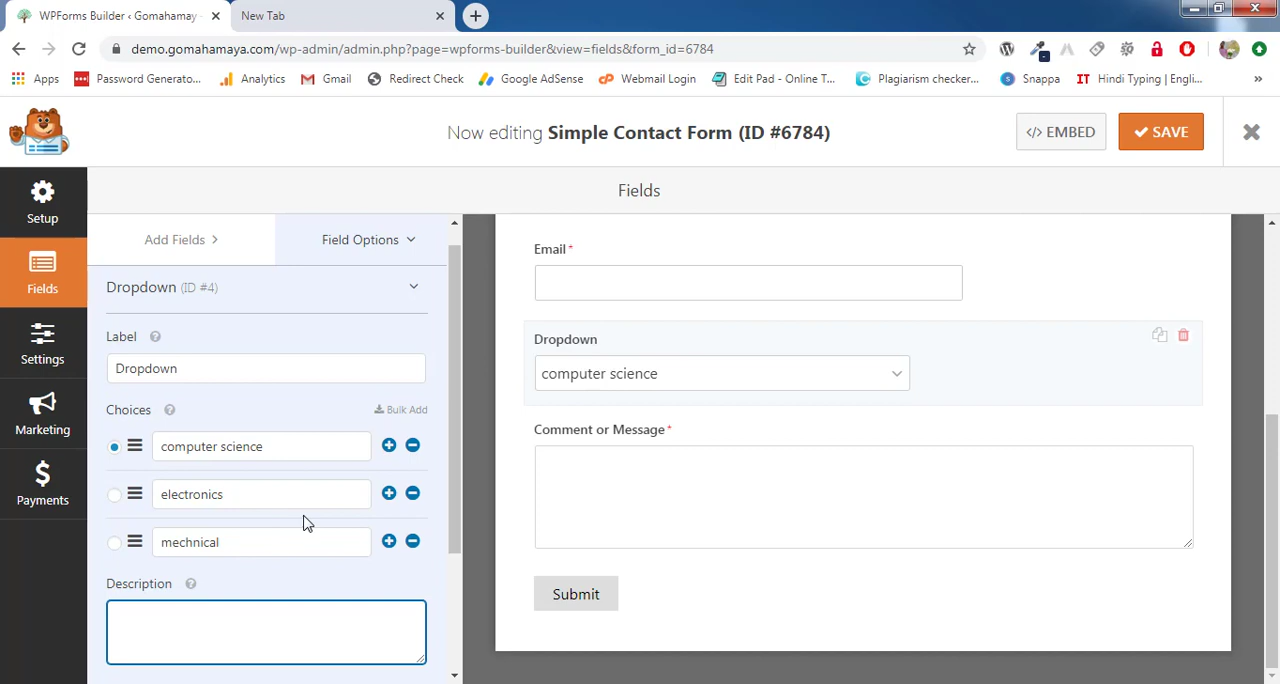 WPForms Builder ‹ Gomahamay
New Tab
demo.gomahamaya.com/wp-admin/admin.php?page=wpforms-builder&view=fields&form_id=6784
Apps
Password Generato...
Analytics
Gmail
Redirect Check
Google AdSense
Webmail Login
Edit Pad - Online T...
Plagiarism checker...
Snappa
IT Hindi Typing | Engli...
»
Now editing Simple Contact Form (ID #6784)
</> EMBED
SAVE
Fields
Setup
Fields
Settings
Marketing
Payments
Add Fields
Field Options
Dropdown (ID #4)
Label
Dropdown
Choices
Bulk Add
computer science
electronics
mechnical
Description
Email *
Dropdown
computer science
Comment or Message *
Submit